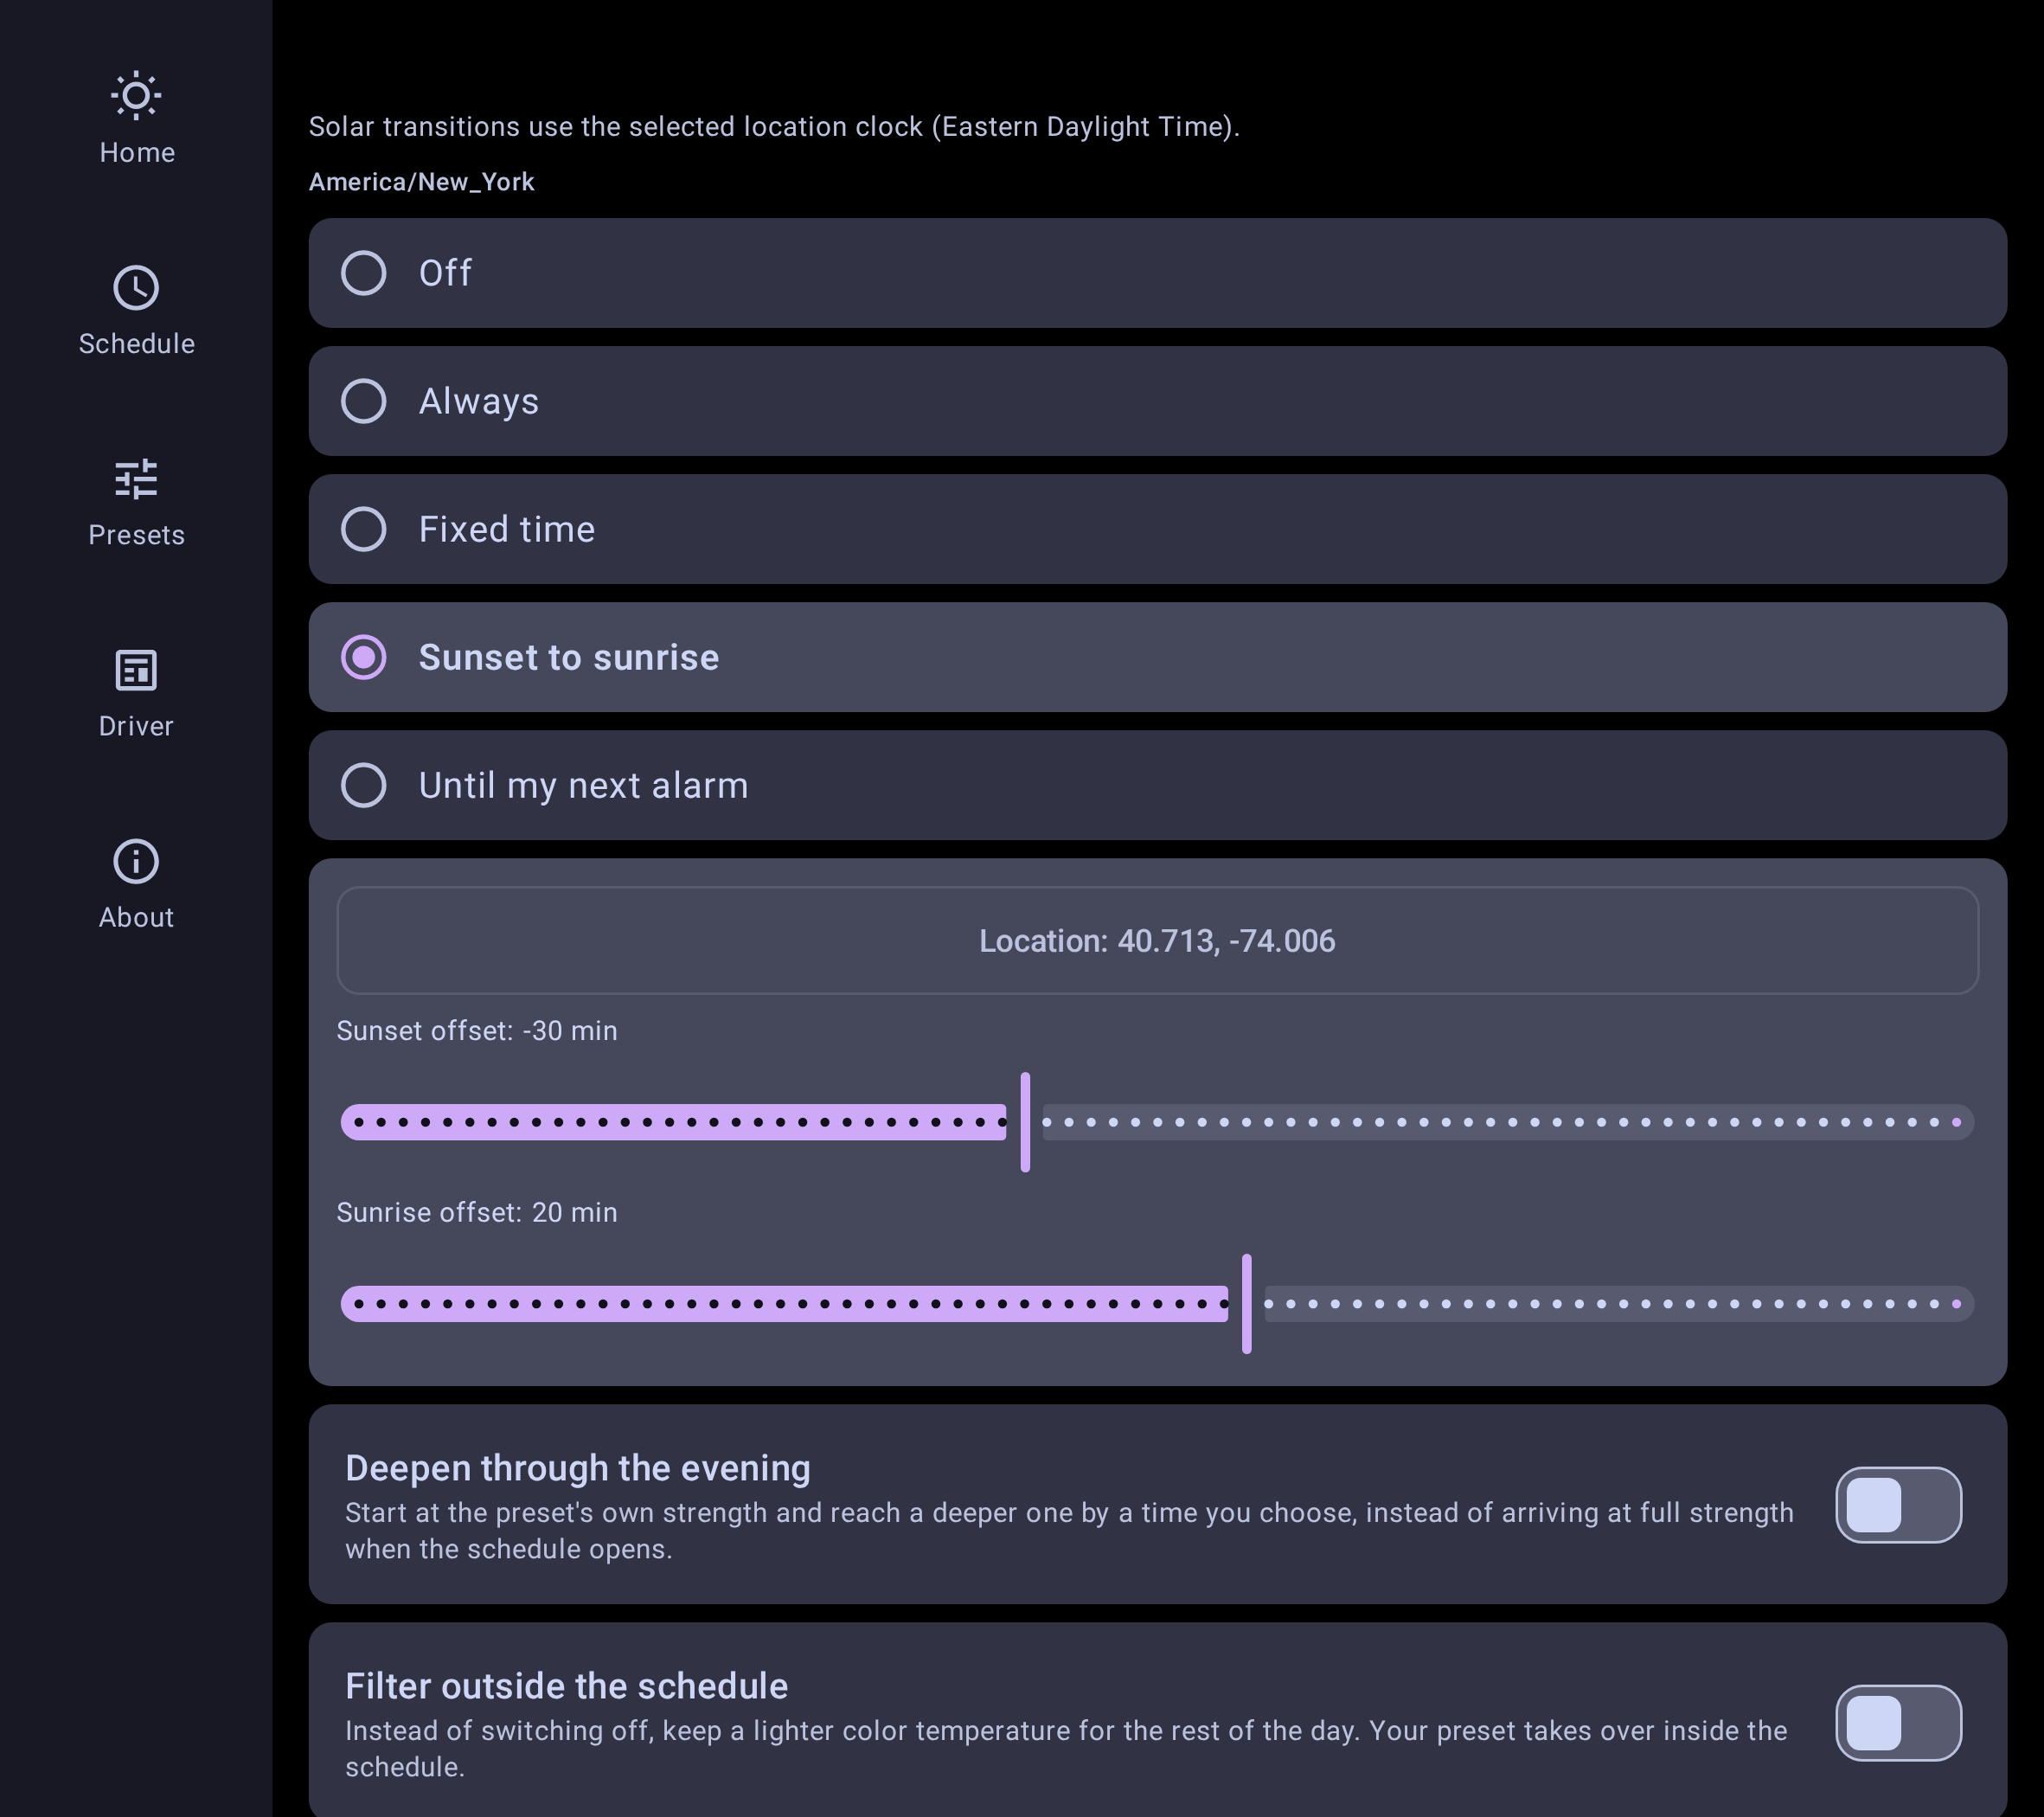 Home
Schedule
Presets
Driver
About
Solar transitions use the selected location clock (Eastern Daylight Time).
America/New_York
Off
Always
Fixed time
Sunset to sunrise
Until my next alarm
Location: 40.713, -74.006
Sunset offset: -30 min
Sunrise offset: 20 min
Deepen through the evening
Start at the preset's own strength and reach a deeper one by a time you choose, instead of arriving at full strength
when the schedule opens.
Filter outside the schedule
Instead of switching off, keep a lighter color temperature for the rest of the day. Your preset takes over inside the
schedule.